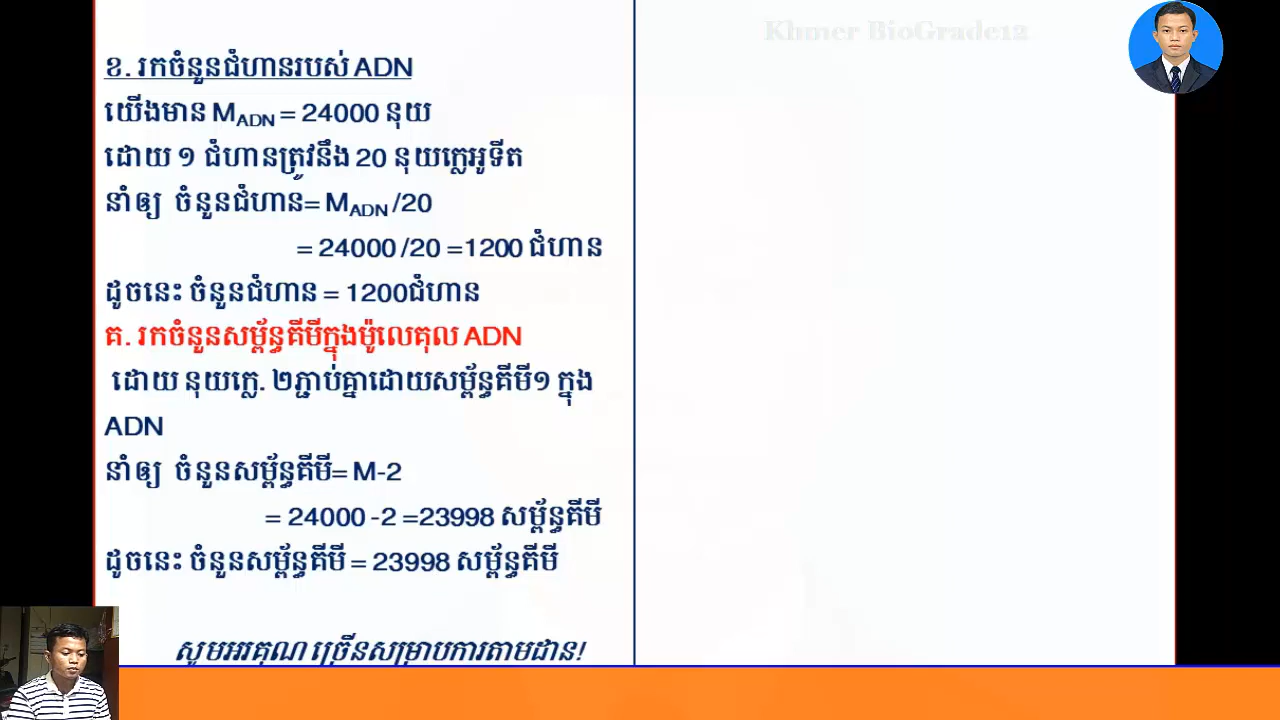 Khmer BioGrade12
ខ. រកចំនួនជំហានរបស់ ADN
យើងមាន MADN = 24000 នុយ
ដោយ ១ ជំហានត្រូវនឹង 20 នុយក្លេអូទីត
នាំឲ្យ ចំនួនជំហាន= MADN /20
= 24000 /20 =1200 ជំហាន
ដូចនេះ ចំនួនជំហាន = 1200ជំហាន
គ. រកចំនួនសម្ព័ន្ធគីមីក្នុងម៉ូលេគុល ADN
ដោយ នុយក្លេ. ២ភ្ជាប់គ្នាដោយសម្ព័ន្ធគីមី១ ក្នុង
ADN
នាំឲ្យ ចំនួនសម្ព័ន្ធគីមី= M-2
= 24000 -2 =23998 សម្ព័ន្ធគីមី
ដូចនេះ ចំនួនសម្ព័ន្ធគីមី = 23998 សម្ព័ន្ធគីមី
សូមអរគុណ ច្រើនសម្រាបការតាមដាន!